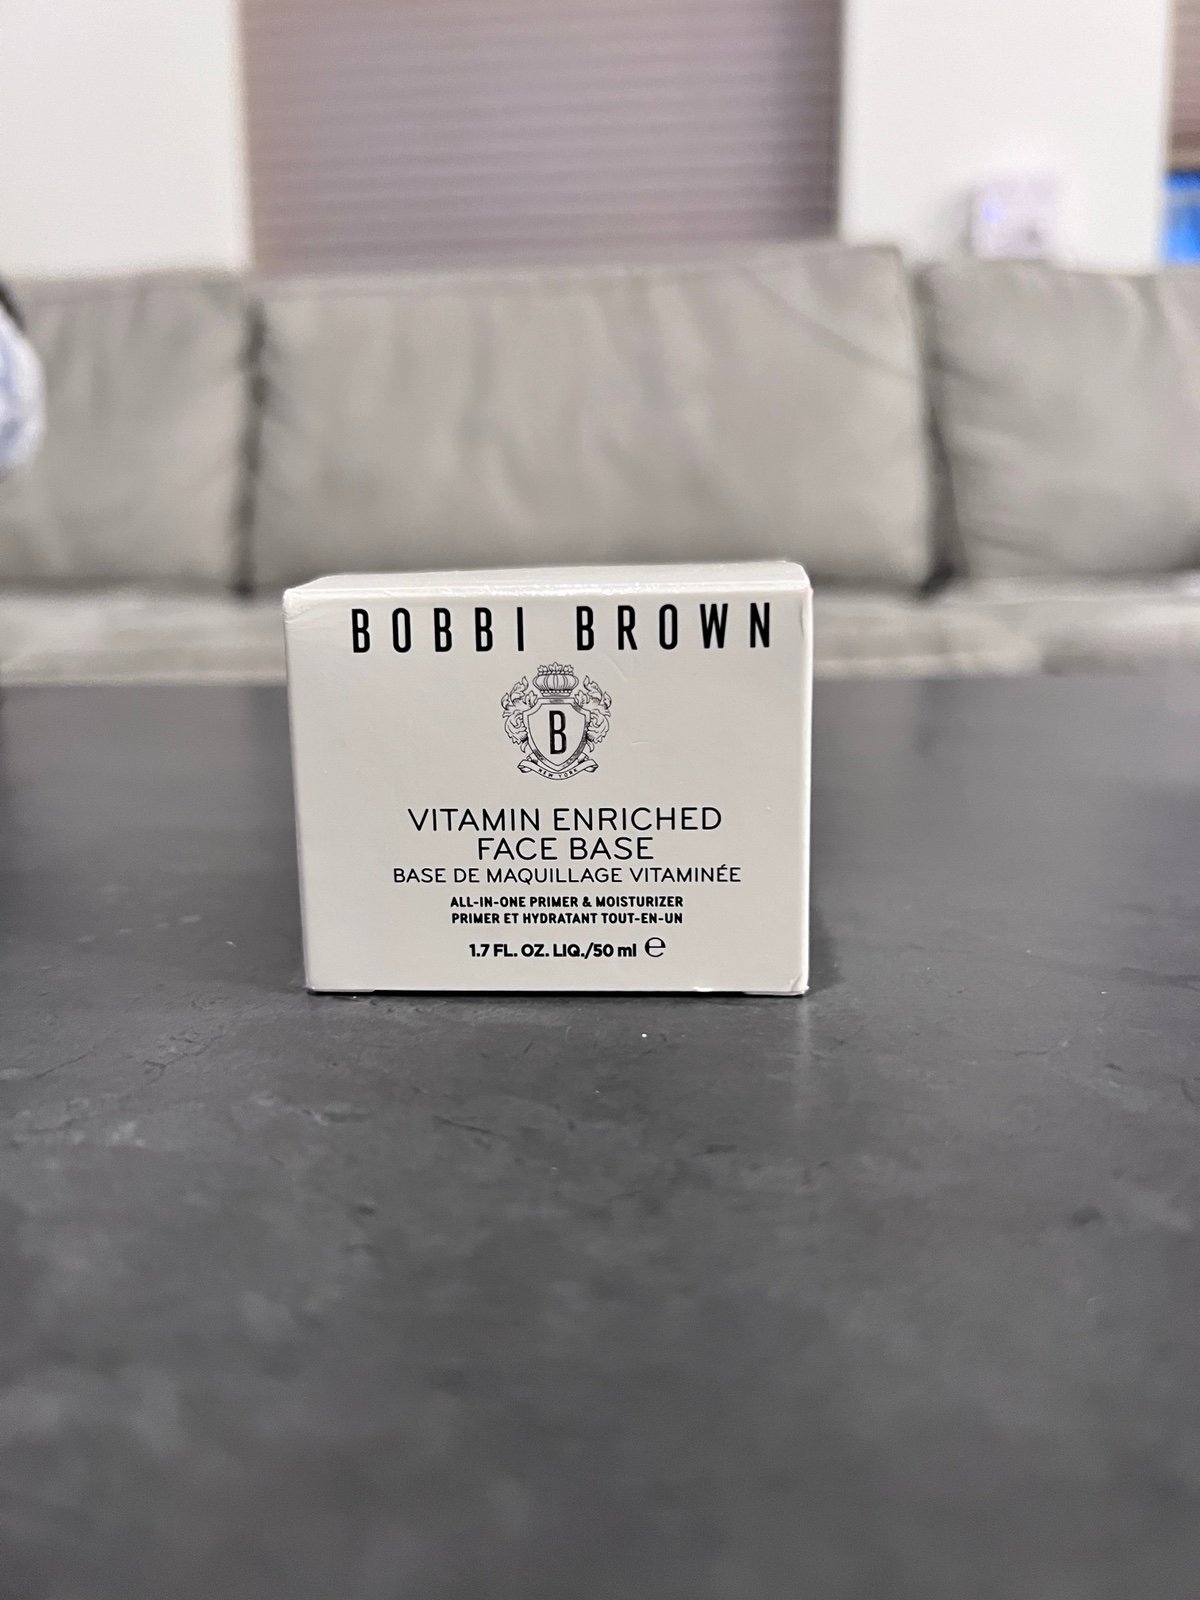 BOBBI BROWN
B
NEW YORK
VITAMIN ENRICHED
FACE BASE
BASE DE MAQUILLAGE VITAMINÉE
ALL-IN-ONE PRIMER & MOISTURIZER
PRIMER ET HYDRATANT TOUT-EN-UN
1.7 FL. OZ. LIQ./50 ml ℮